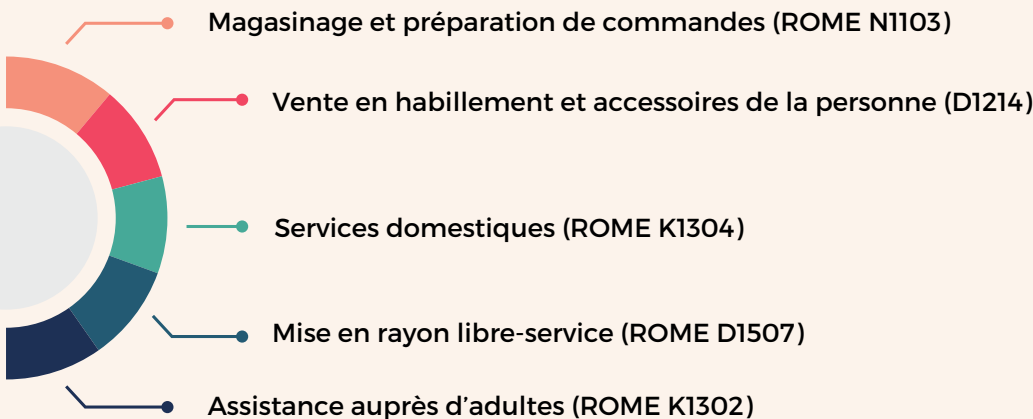 Magasinage et préparation de commandes (ROME N1103)
Vente en habillement et accessoires de la personne (D1214)
Services domestiques (ROME K1304)
Mise en rayon libre-service (ROME D1507)
Assistance auprès d’adultes (ROME K1302)